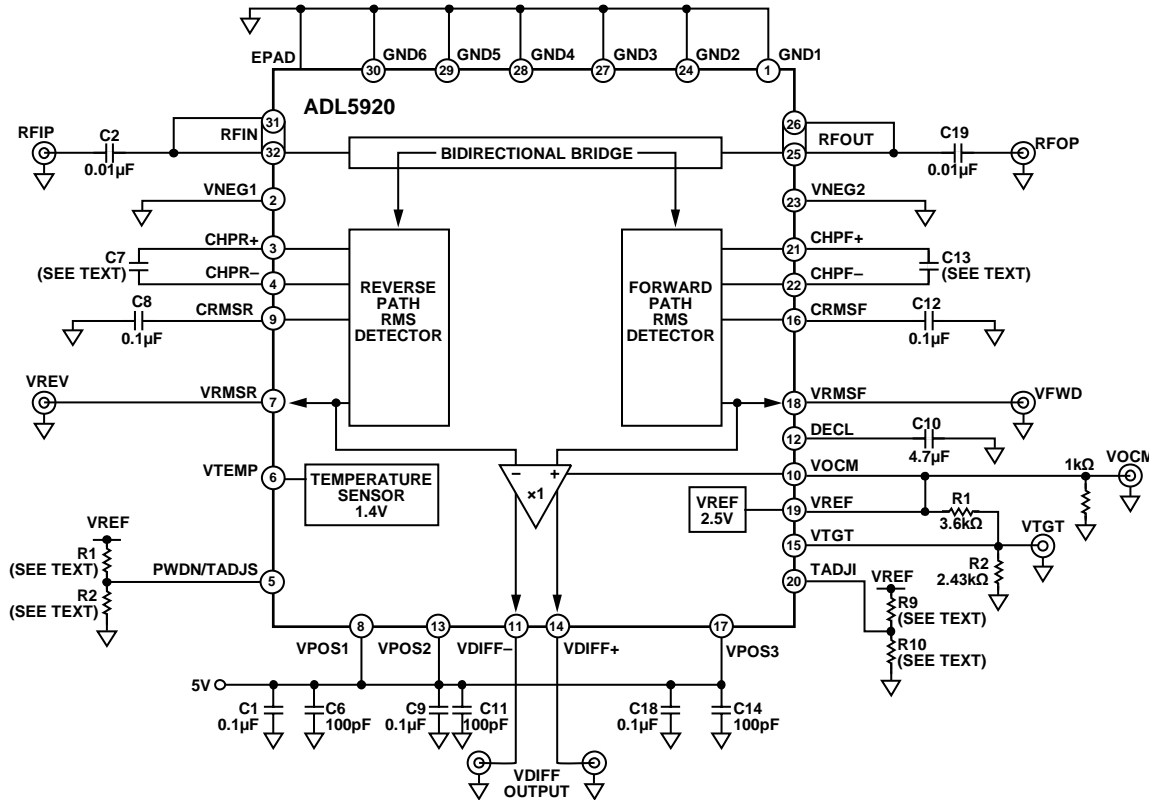 EPAD
GND6
GND5
GND4
GND3
GND2
GND1
30
29
28
27
24
1
ADL5920
RFIP
C2
0.01µF
31
RFIN
32
BIDIRECTIONAL BRIDGE
26
RFOUT
25
C19
0.01µF
RFOP
VNEG1
2
23
VNEG2
CHPR+
3
C7
(SEE TEXT)
CHPR–
4
C8
0.1µF
CRMSR
9
REVERSE
PATH
RMS
DETECTOR
FORWARD
PATH
RMS
DETECTOR
21
CHPF+
22
CHPF–
C13
(SEE TEXT)
16
CRMSF
C12
0.1µF
VREV
VRMSR
7
18
VRMSF
VFWD
12
DECL
C10
4.7µF
VTEMP
6
TEMPERATURE
SENSOR
1.4V
– +
×1
10
VOCM
1kΩ
VOCM
VREF
2.5V
19
VREF
R1
3.6kΩ
15
VTGT
VTGT
R2
2.43kΩ
VREF
R1
(SEE TEXT)
R2
(SEE TEXT)
PWDN/TADJS
5
20
TADJI
VREF
R9
(SEE TEXT)
R10
(SEE TEXT)
8
13
11
14
17
VPOS1
VPOS2
VDIFF–
VDIFF+
VPOS3
5V
C1
0.1µF
C6
100pF
C9
0.1µF
C11
100pF
C18
0.1µF
C14
100pF
VDIFF
OUTPUT